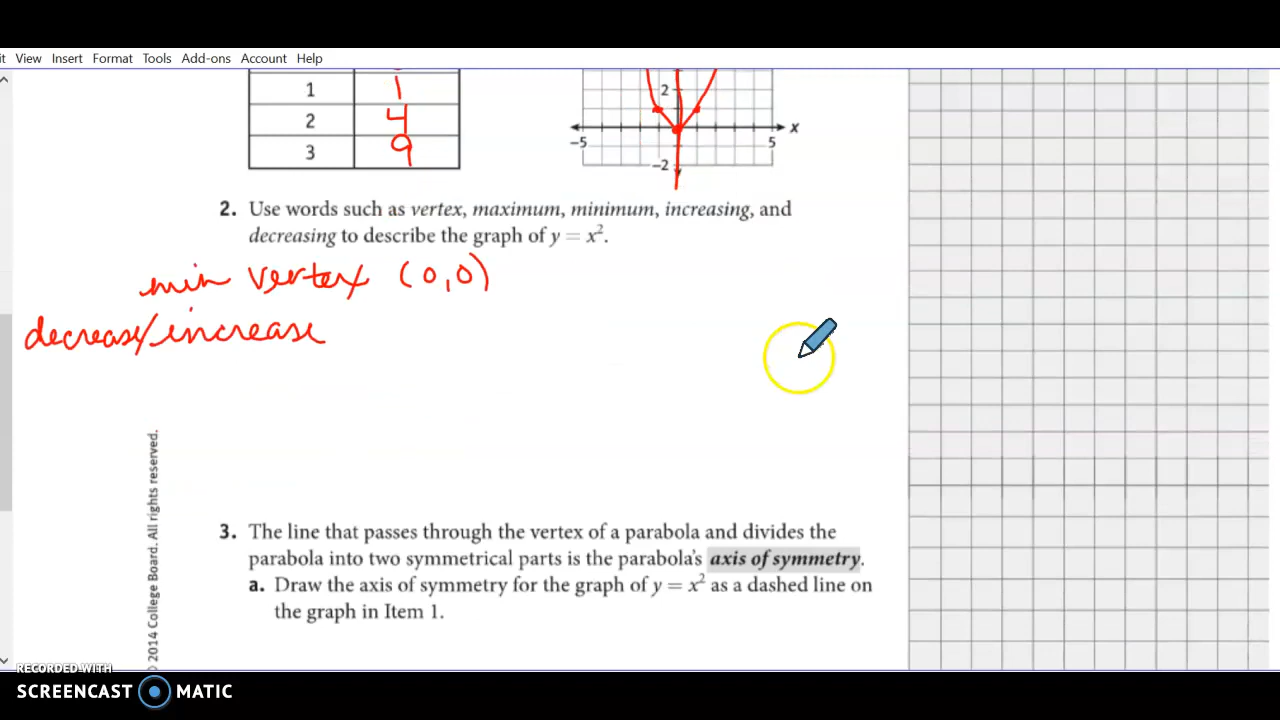 View Insert Format Tools Add-ons Account Help
1 1
2 4
3 9
2
-5 5 x
-2
2. Use words such as vertex, maximum, minimum, increasing, and
decreasing to describe the graph of y = x².
min vertex (0,0)
decrease/increase
3. The line that passes through the vertex of a parabola and divides the
parabola into two symmetrical parts is the parabola's axis of symmetry.
a. Draw the axis of symmetry for the graph of y = x² as a dashed line on
the graph in Item 1.
2014 College Board. All rights reserved.
RECORDED WITH
SCREENCAST MATIC